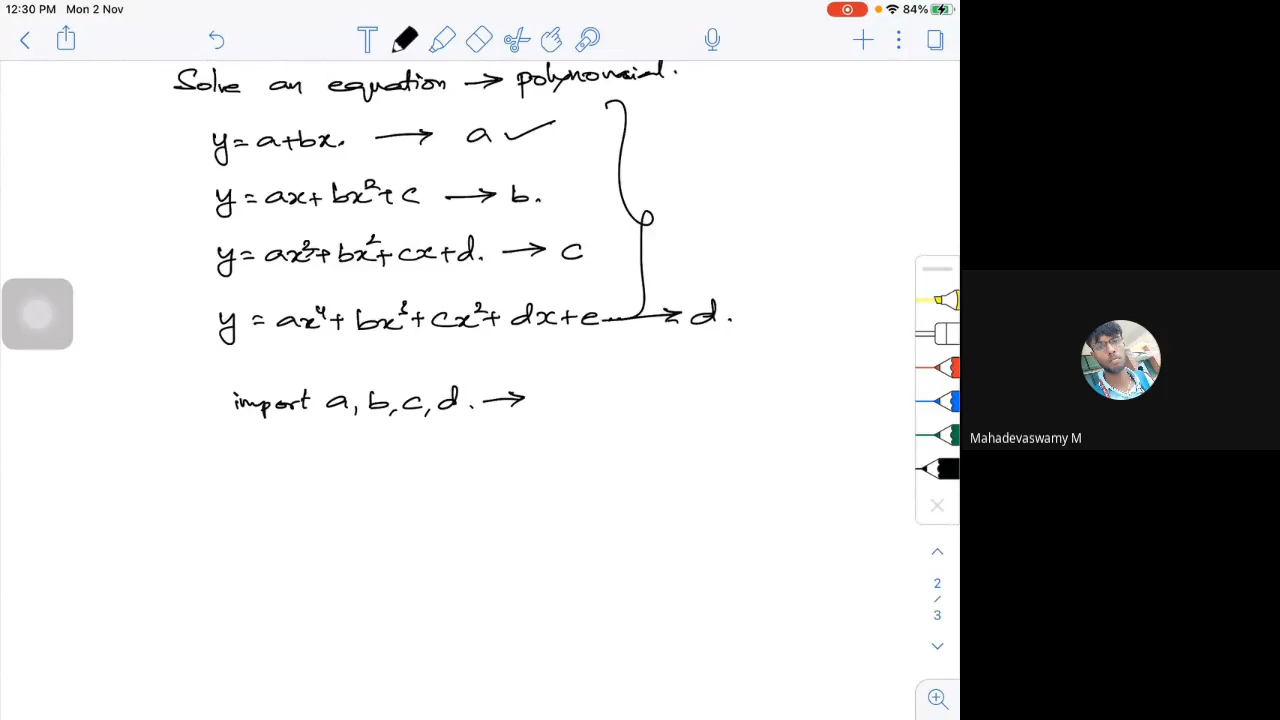 12:30 PM Mon 2 Nov
84%
Solve an equation → polynomial.
y = a+bx. → a ✓
y = ax + bx² + c → b.
y = ax³ + bx² + cx + d. → c
y = ax⁴ + bx³ + cx² + dx + e → d.
import a, b, c, d. →
Mahadevaswamy M
2
/
3